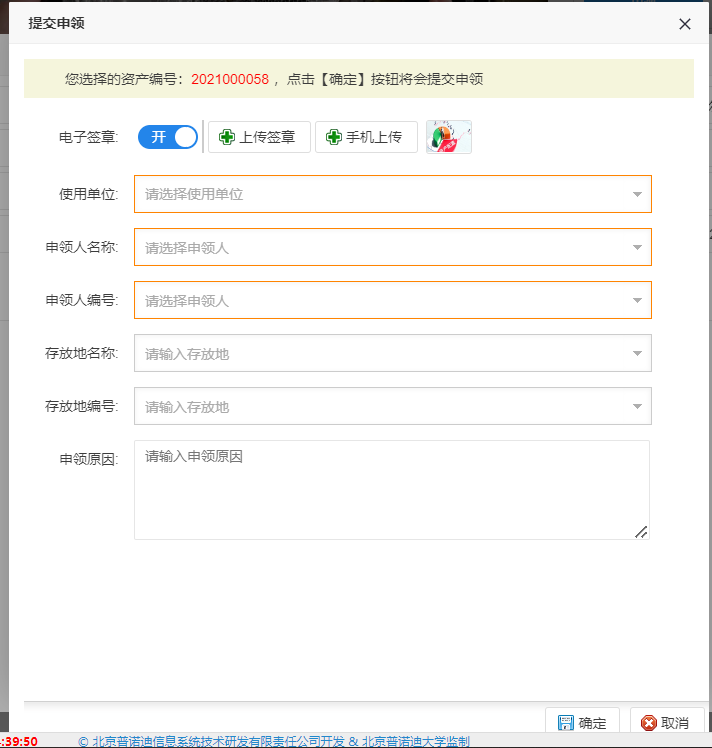 提交申领
您选择的资产编号：2021000058 ，点击【确定】按钮将会提交申领
电子签章: 开 上传签章 手机上传
使用单位: 请选择使用单位
申领人名称: 请选择申领人
申领人编号: 请选择申领人
存放地名称: 请输入存放地
存放地编号: 请输入存放地
申领原因: 请输入申领原因
确定 取消
:39:50 © 北京普诺迪信息系统技术研发有限责任公司开发 & 北京普诺迪大学监制